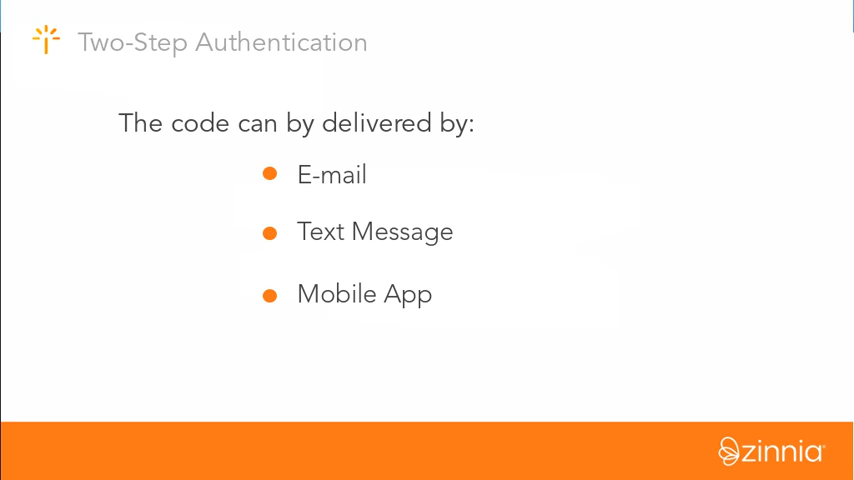 Two-Step Authentication
The code can by delivered by:
E-mail
Text Message
Mobile App
zinnia